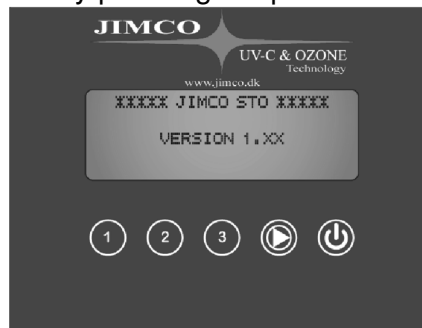 JIMCO
UV-C & OZONE
Technology
www.jimco.dk
XXXXX JIMCO STO XXXXX
VERSION 1.XX
1 2 3